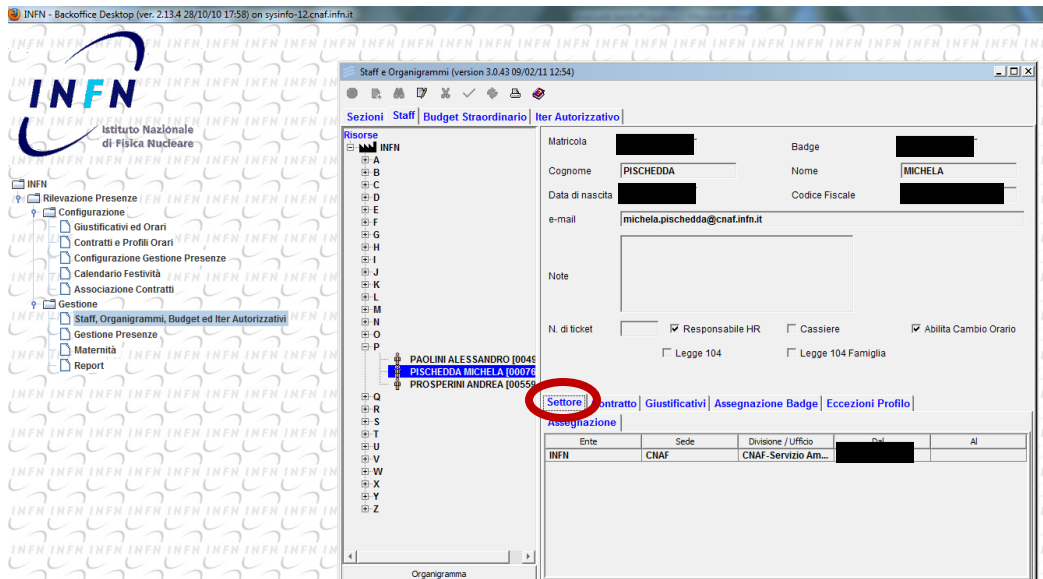 INFN - Backoffice Desktop (ver. 2.13.4 28/10/10 17:58) on sysinfo-12.cnaf.infn.it
INFN
Istituto Nazionale
di Fisica Nucleare
INFN
Rilevazione Presenze
Configurazione
Giustificativi ed Orari
Contratti e Profili Orari
Configurazione Gestione Presenze
Calendario Festività
Associazione Contratti
Gestione
Staff, Organigrammi, Budget ed Iter Autorizzativi
Gestione Presenze
Maternità
Report
Staff e Organigrammi (version 3.0.43 09/02/11 12:54)
Sezioni Staff Budget Straordinario Iter Autorizzativo
Risorse
INFN
A
B
C
D
E
F
G
H
I
J
K
L
M
N
O
P
PAOLINI ALESSANDRO [0049
PISCHEDDA MICHELA [00076
PROSPERINI ANDREA [00559
Q
R
S
T
U
V
W
X
Y
Z
Organigramma
Matricola Badge
Cognome PISCHEDDA Nome MICHELA
Data di nascita Codice Fiscale
e-mail michela.pischedda@cnaf.infn.it
Note
N. di ticket Responsabile HR Cassiere Abilita Cambio Orario
Legge 104 Legge 104 Famiglia
Settore Contratto Giustificativi Assegnazione Badge Eccezioni Profilo
Assegnazione
Ente Sede Divisione / Ufficio Dal Al
INFN CNAF CNAF-Servizio Am...